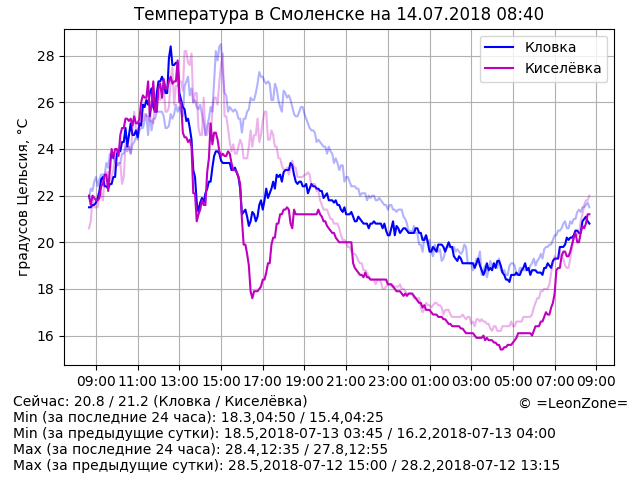 Температура в Смоленске на 14.07.2018 08:40
Кловка
Киселёвка
градусов Цельсия, °C
28
26
24
22
20
18
16
09:00 11:00 13:00 15:00 17:00 19:00 21:00 23:00 01:00 03:00 05:00 07:00 09:00
Сейчас: 20.8 / 21.2 (Кловка / Киселёвка)
© =LeonZone=
Min (за последние 24 часа): 18.3,04:50 / 15.4,04:25
Min (за предыдущие сутки): 18.5,2018-07-13 03:45 / 16.2,2018-07-13 04:00
Max (за последние 24 часа): 28.4,12:35 / 27.8,12:55
Max (за предыдущие сутки): 28.5,2018-07-12 15:00 / 28.2,2018-07-12 13:15